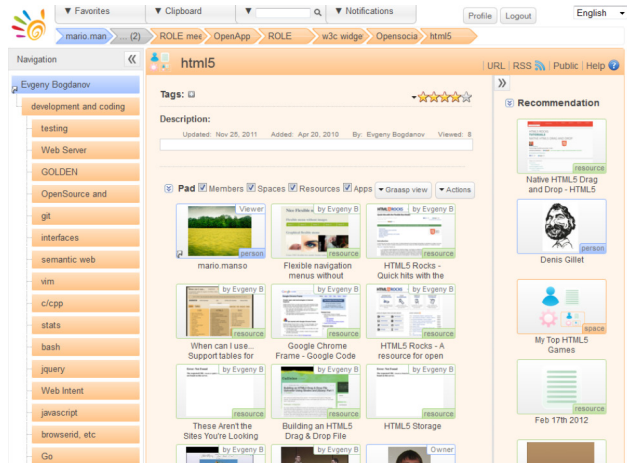 ▼ Favorites
▼ Clipboard
▼
▼ Notifications
Profile
Logout
English
mario.man
... (2)
ROLE mee
OpenApp
ROLE
w3c widge
Opensocia
html5
Navigation
html5
URL | RSS | Public | Help
Evgeny Bogdanov
development and coding
testing
Web Server
GOLDEN
OpenSource and
git
interfaces
semantic web
vim
c/cpp
stats
bash
jquery
Web Intent
javascript
browserid, etc
Go
Tags:
Description:
Updated: Nov 25, 2011 Added: Apr 20, 2010 By: Evgeny Bogdanov Viewed: 8
Pad Members Spaces Resources Apps Graasp view Actions
Viewer
person
mario.manso
by Evgeny B
resource
Flexible navigation
menus without
by Evgeny B
HTML5 ROCKS
resource
HTML5 Rocks -
Quick hits with the
by Evgeny B
resource
When can I use...
Support tables for
by Evgeny B
resource
Google Chrome
Frame - Google Code
by Evgeny B
HTML5 ROCKS
resource
HTML5 Rocks - A
resource for open
by Evgeny B
resource
These Aren't the
Sites You're Looking
by Evgeny B
resource
Building an HTML5
Drag & Drop File
by Evgeny B
resource
HTML5 Storage
by Evgeny B
by Evgeny B
Owner
Recommendation
resource
Native HTML5 Drag
and Drop - HTML5
person
Denis Gillet
space
My Top HTML5
Games
resource
Feb 17th 2012